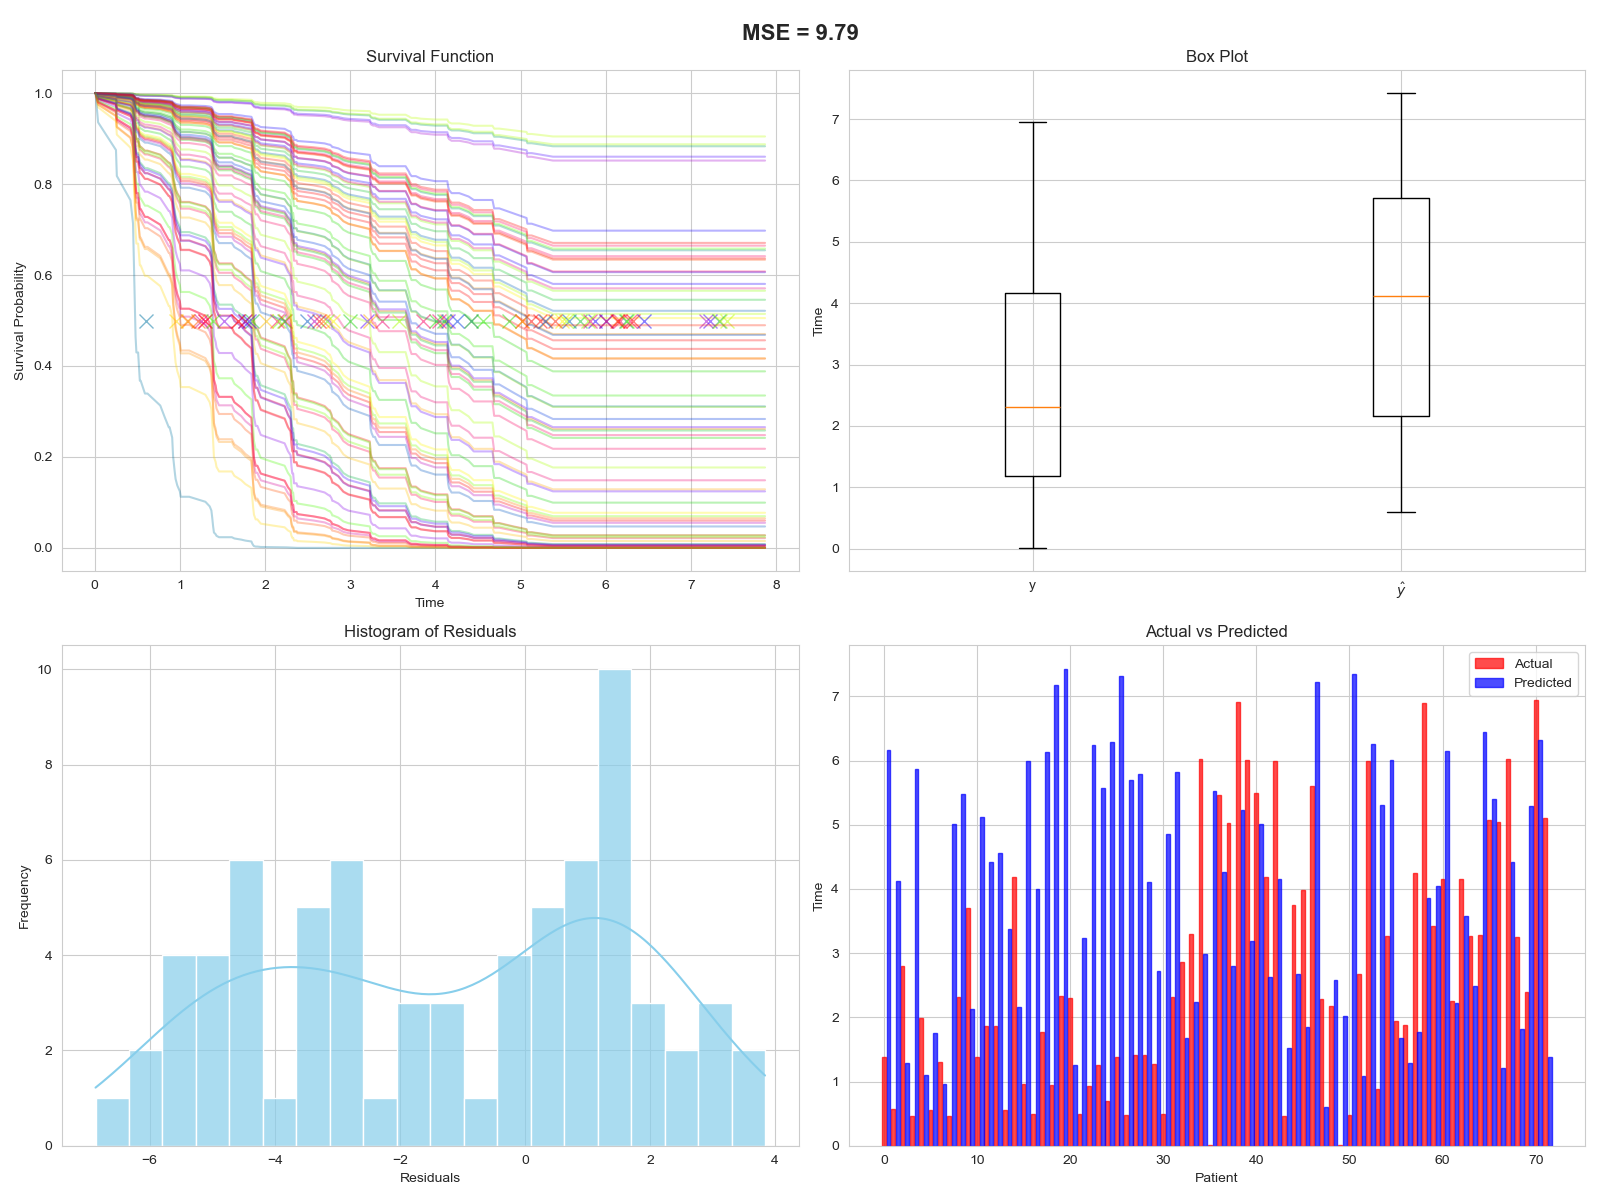 MSE = 9.79
Survival Function
Survival Probability
1.0
0.8
0.6
0.4
0.2
0.0
0 1 2 3 4 5 6 7 8
Time
Box Plot
Time
7
6
5
4
3
2
1
0
y ŷ
Histogram of Residuals
Frequency
10
8
6
4
2
0
−6 −4 −2 0 2 4
Residuals
Actual vs Predicted
Time
7
6
5
4
3
2
1
0
Actual
Predicted
0 10 20 30 40 50 60 70
Patient